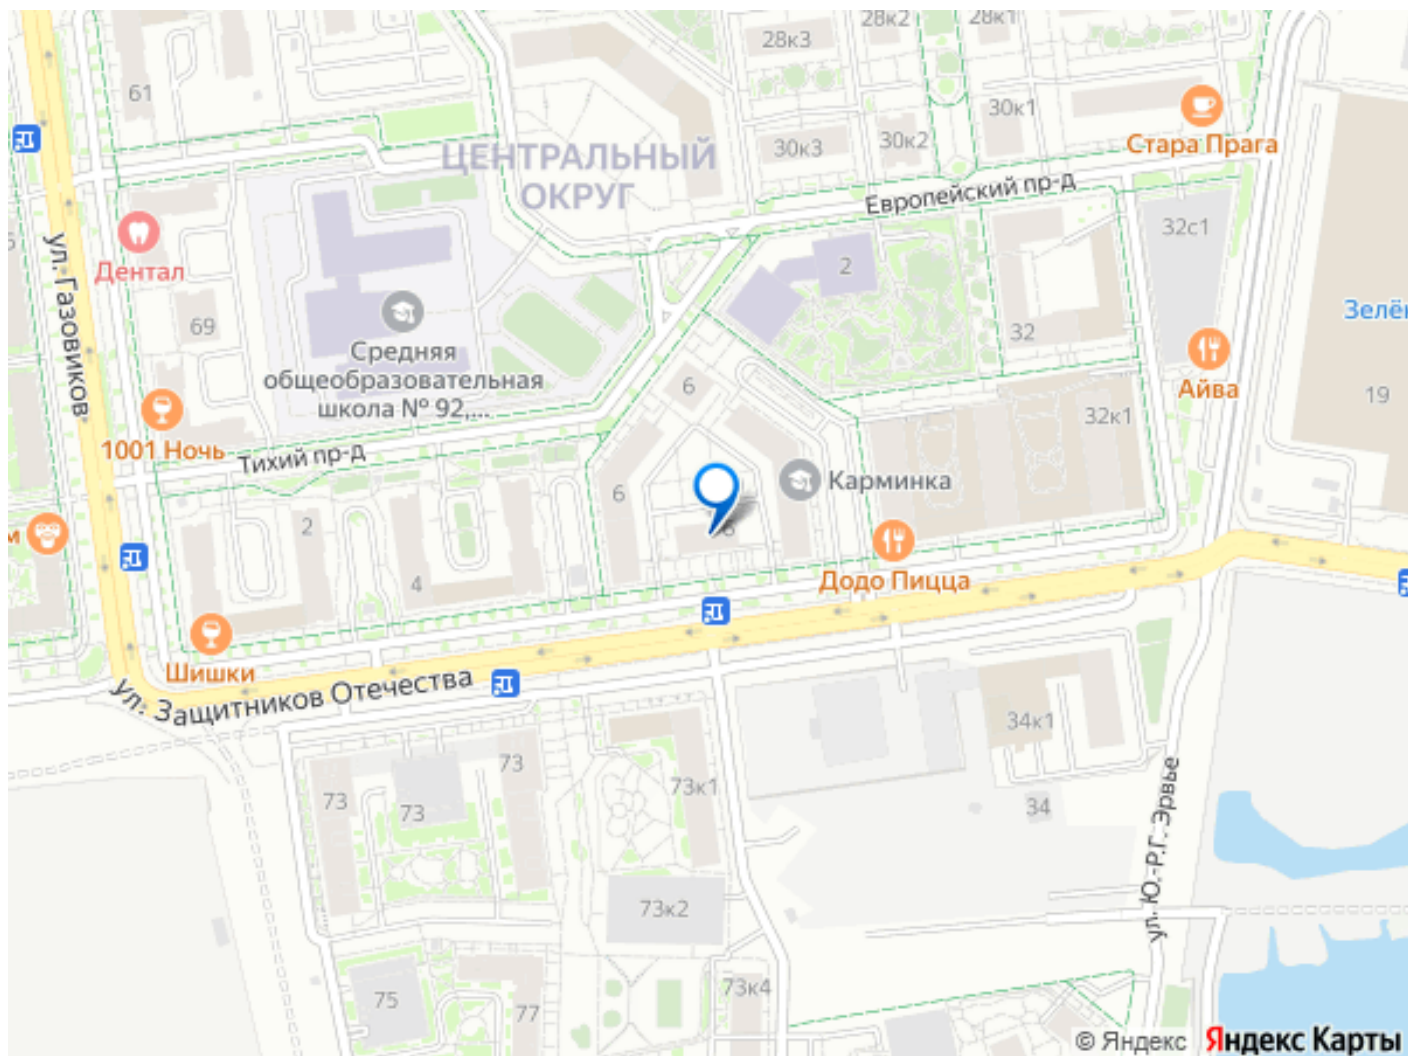 28к2
28к1
28к3
61
30к1
Стара Прага
30к2
30к3
ЦЕНТРАЛЬНЫЙ
ОКРУГ
Европейский пр-д
32с1
Дентал
ул. Газовиков
2
Зелён
69
32
Средняя
общеобразовательная
школа № 92,...
6
Айва
19
32к1
1001 Ночь
Тихий пр-д
Карминка
6
2
м
4
Додо Пицца
Шишки
ул. Защитников Отечества
34к1
73
73
73
73к1
34
ул. Ю.-Р.Г. Эрвье
73к2
75
77
73к4
© Яндекс Яндекс Карты